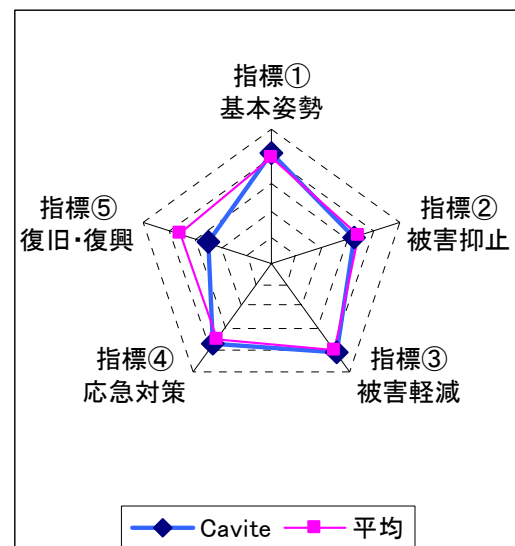 指標①
基本姿勢
指標②
被害抑止
指標③
被害軽減
指標④
応急対策
指標⑤
復旧・復興
Cavite
平均